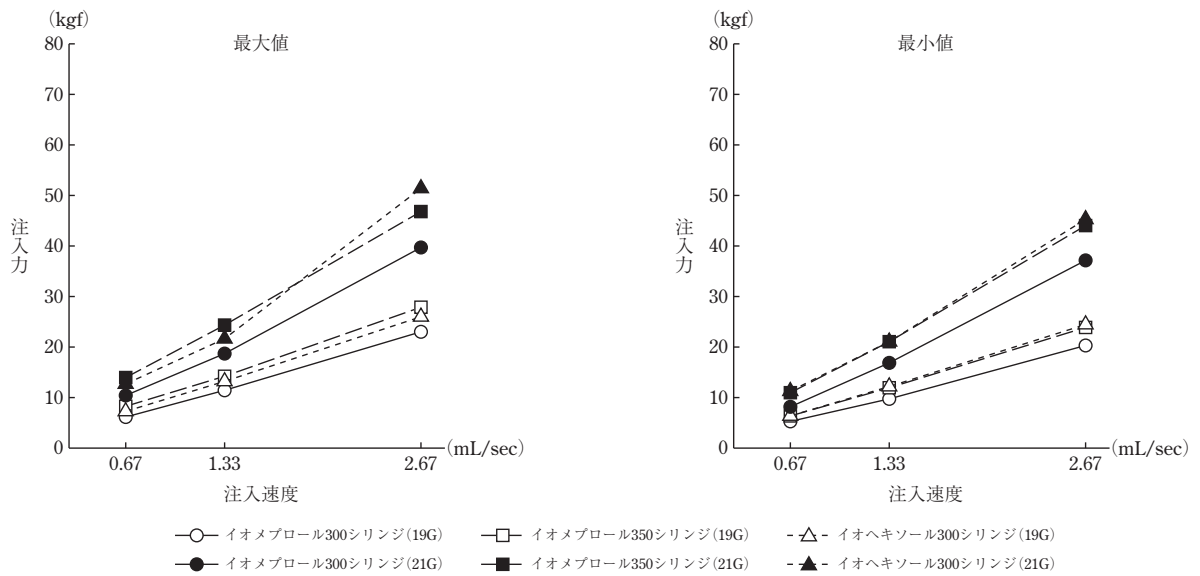 (kgf)
最大値
80
70
60
50
40
30
20
10
0
注入力
0.67
1.33
2.67
(mL/sec)
注入速度
(kgf)
最小値
80
70
60
50
40
30
20
10
0
注入力
0.67
1.33
2.67
(mL/sec)
注入速度
イオメプロール300シリンジ(19G)
イオメプロール350シリンジ(19G)
イオヘキソール300シリンジ(19G)
イオメプロール300シリンジ(21G)
イオメプロール350シリンジ(21G)
イオヘキソール300シリンジ(21G)